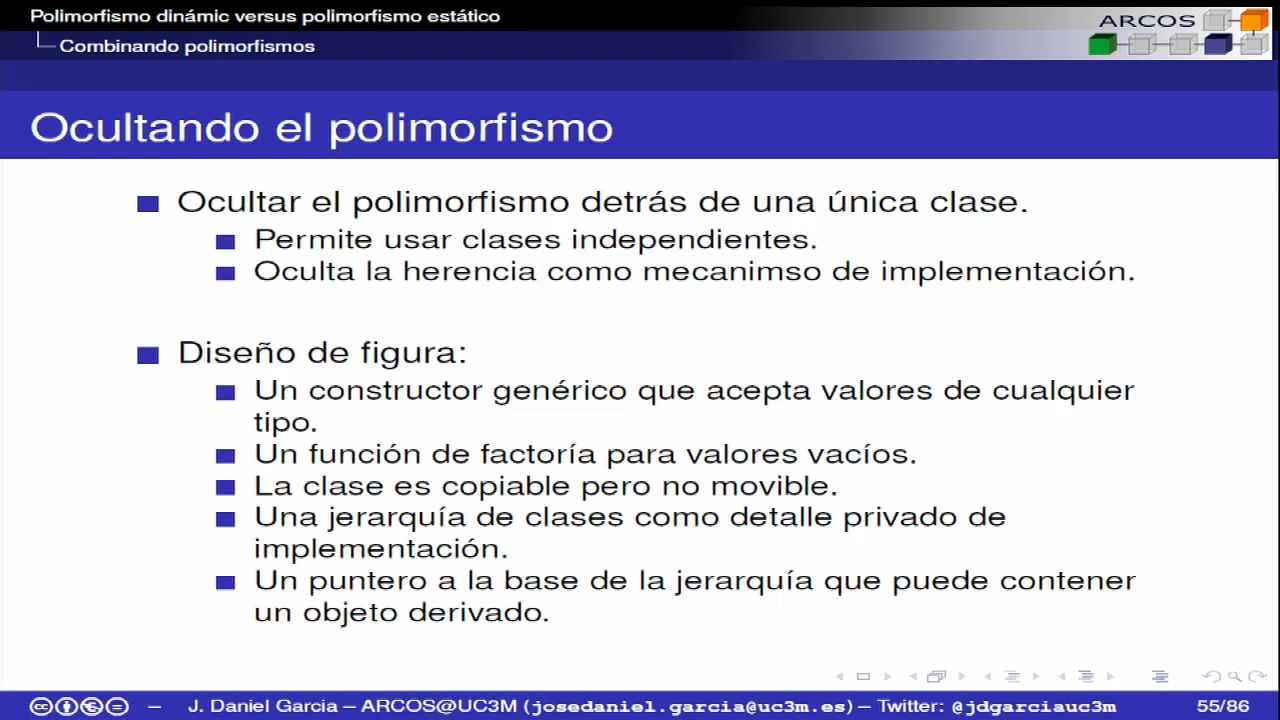 Polimorfismo dinámic versus polimorfismo estático
Combinando polimorfismos
ARCOS
Ocultando el polimorfismo
Ocultar el polimorfismo detrás de una única clase.
Permite usar clases independientes.
Oculta la herencia como mecanimso de implementación.
Diseño de figura:
Un constructor genérico que acepta valores de cualquier
tipo.
Un función de factoría para valores vacíos.
La clase es copiable pero no movible.
Una jerarquía de clases como detalle privado de
implementación.
Un puntero a la base de la jerarquía que puede contener
un objeto derivado.
cc – J. Daniel Garcia – ARCOS@UC3M (josedaniel.garcia@uc3m.es) – Twitter: @jdgarciauc3m 55/86